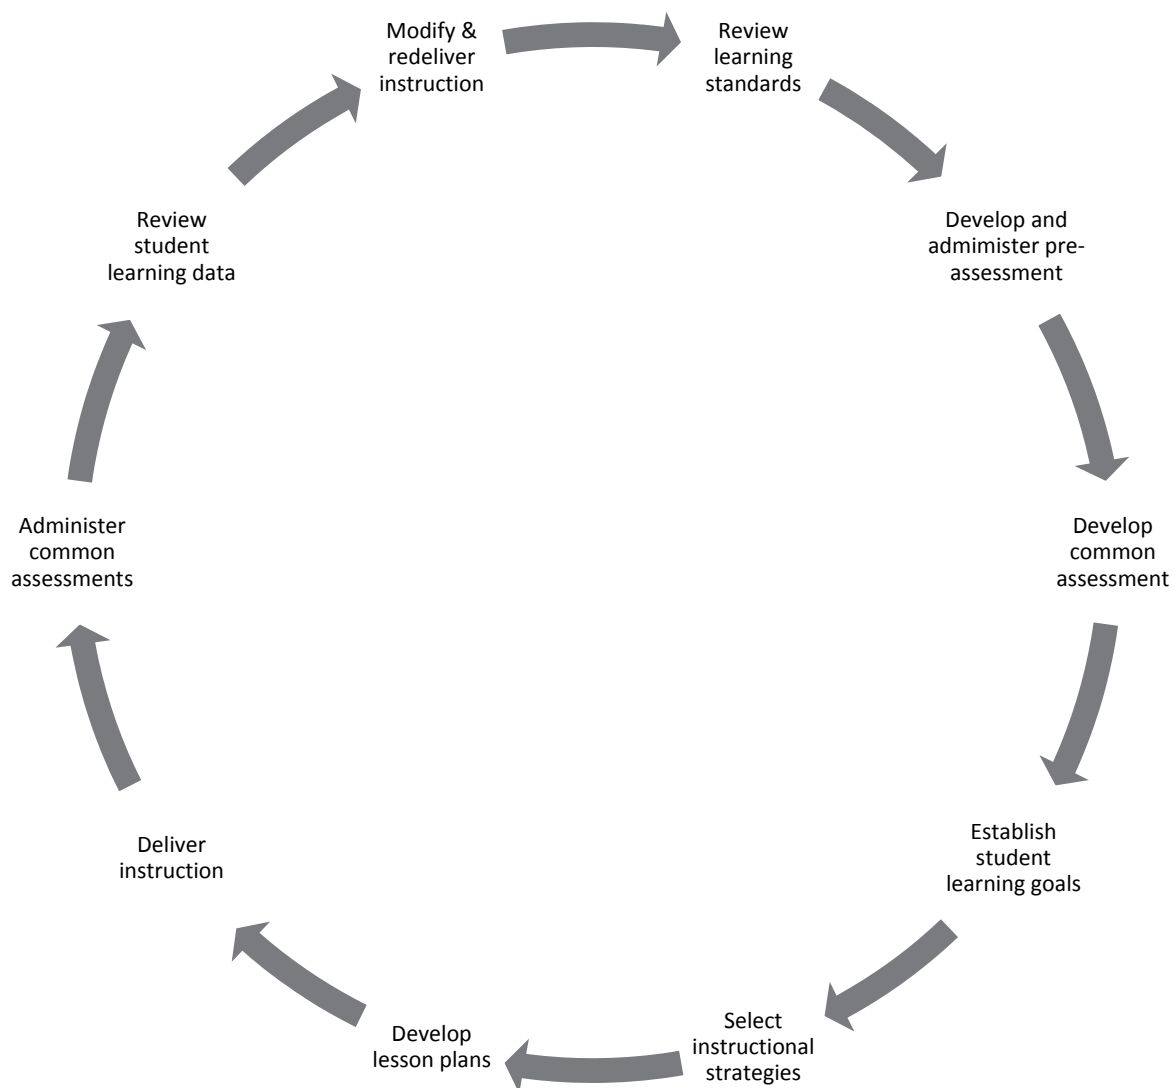 Modify &
redeliver
instruction
Review
learning
standards
Develop and
admimister pre-
assessment
Develop
common
assessment
Establish
student
learning goals
Select
instructional
strategies
Develop
lesson plans
Deliver
instruction
Administer
common
assessments
Review
student
learning data